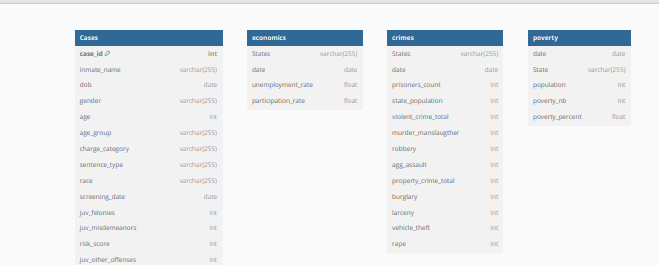 Cases
case_id int
inmate_name varchar(255)
dob date
gender varchar(255)
age int
age_group varchar(255)
charge_category varchar(255)
sentence_type varchar(255)
race varchar(255)
screening_date date
juv_felonies int
juv_misdemeanors int
risk_score int
juv_other_offenses int
economics
States varchar(255)
date date
unemployment_rate float
participation_rate float
crimes
States varchar(255)
date date
prisoners_count int
state_population int
violent_crime_total int
murder_manslaugther int
robbery int
agg_assault int
property_crime_total int
burglary int
larceny int
vehicle_theft int
rape int
poverty
date date
State varchar(255)
population int
poverty_nb int
poverty_percent float